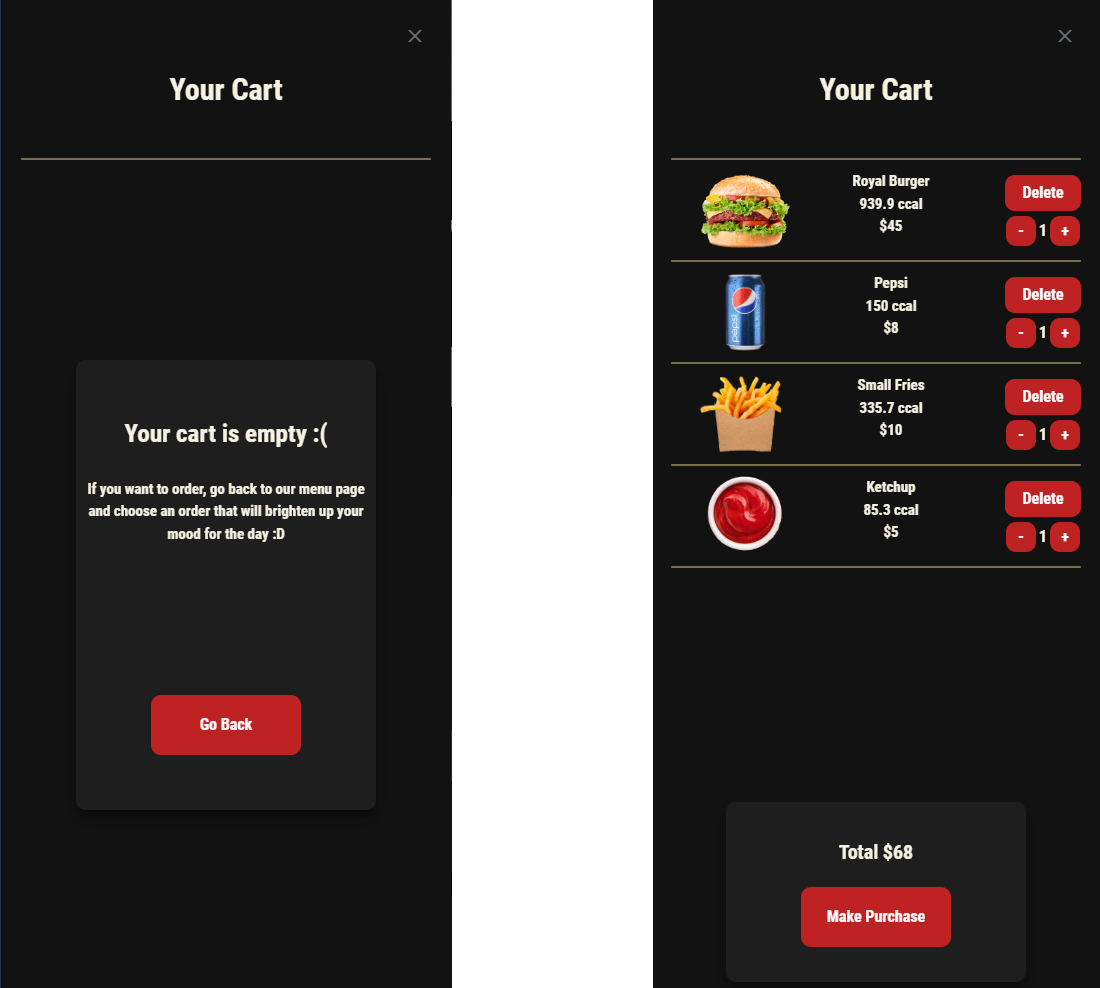 Your Cart
Your cart is empty :(
If you want to order, go back to our menu page
and choose an order that will brighten up your
mood for the day :D
Go Back
Your Cart
Royal Burger
939.9 ccal
$45
Delete
- 1 +
pepsi
Pepsi
150 ccal
$8
Delete
- 1 +
Small Fries
335.7 ccal
$10
Delete
- 1 +
Ketchup
85.3 ccal
$5
Delete
- 1 +
Total $68
Make Purchase